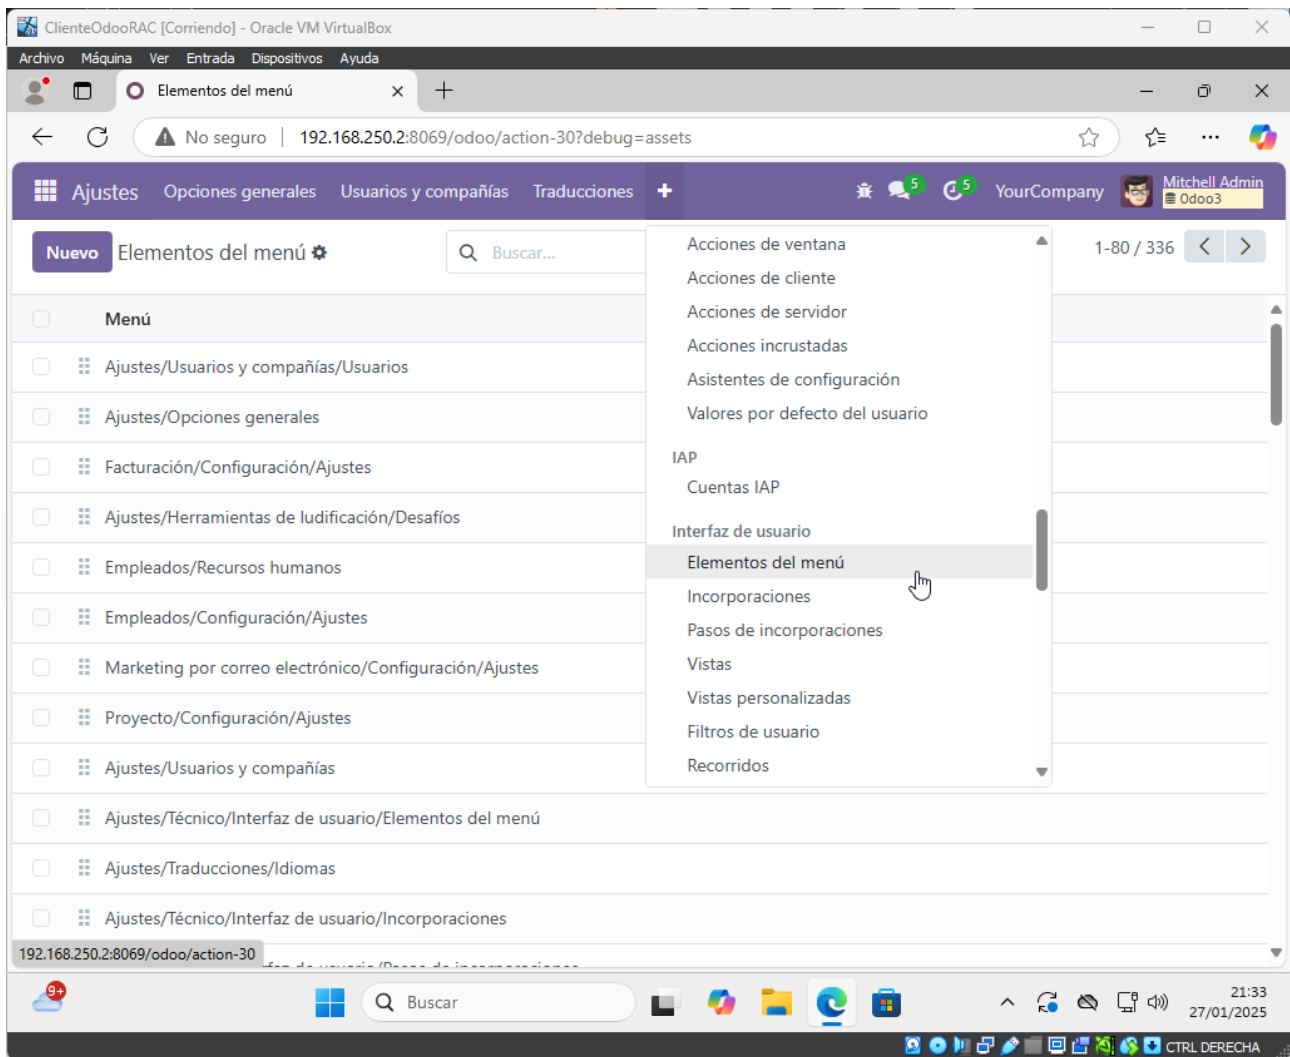 ClienteOdooRAC [Corriendo] - Oracle VM VirtualBox
Archivo Máquina Ver Entrada Dispositivos Ayuda
Elementos del menú
No seguro | 192.168.250.2:8069/odoo/action-30?debug=assets
Ajustes Opciones generales Usuarios y compañías Traducciones 5 5 YourCompany Mitchell Admin
Odoo3
Nuevo Elementos del menú Buscar... 1-80 / 336
Menú
Ajustes/Usuarios y compañías/Usuarios
Ajustes/Opciones generales
Facturación/Configuración/Ajustes
Ajustes/Herramientas de ludificación/Desafíos
Empleados/Recursos humanos
Empleados/Configuración/Ajustes
Marketing por correo electrónico/Configuración/Ajustes
Proyecto/Configuración/Ajustes
Ajustes/Usuarios y compañías
Ajustes/Técnico/Interfaz de usuario/Elementos del menú
Ajustes/Traducciones/Idiomas
Ajustes/Técnico/Interfaz de usuario/Incorporaciones
Acciones de ventana
Acciones de cliente
Acciones de servidor
Acciones incrustadas
Asistentes de configuración
Valores por defecto del usuario
IAP
Cuentas IAP
Interfaz de usuario
Elementos del menú
Incorporaciones
Pasos de incorporaciones
Vistas
Vistas personalizadas
Filtros de usuario
Recorridos
192.168.250.2:8069/odoo/action-30
9+
Buscar
21:33
27/01/2025
CTRL DERECHA